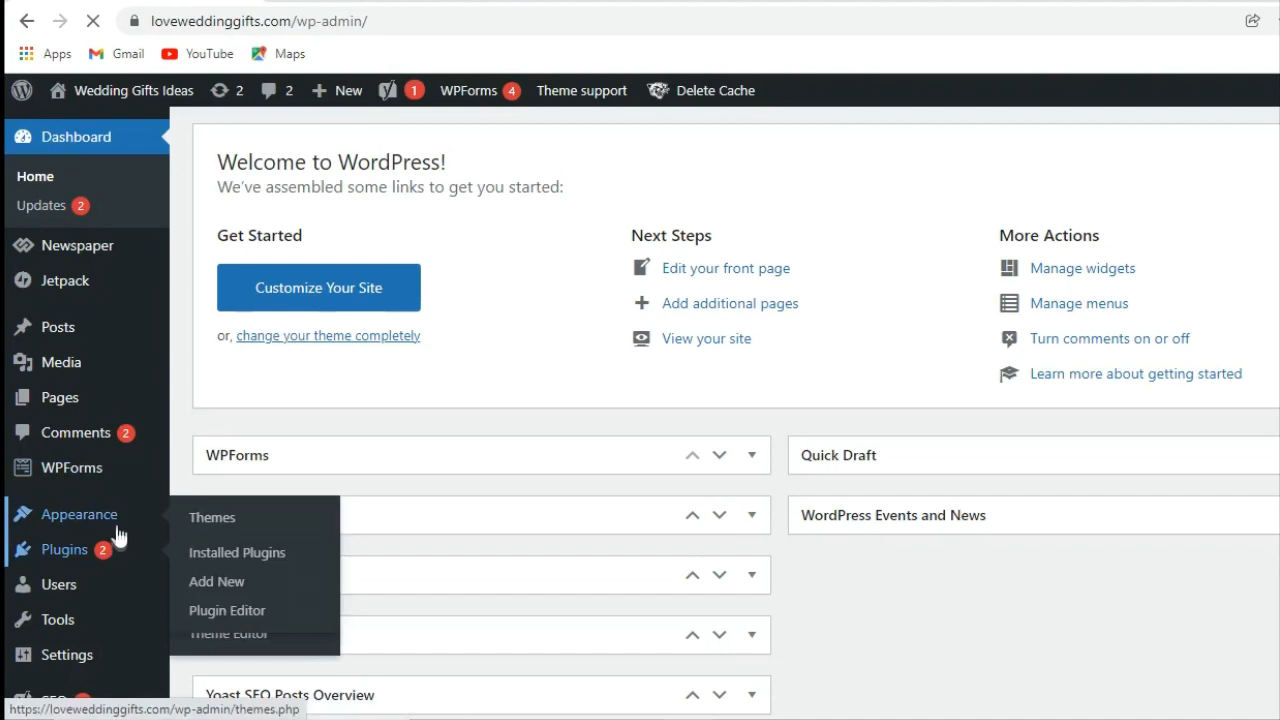 loveweddinggifts.com/wp-admin/
Apps Gmail YouTube Maps
Wedding Gifts Ideas 2 2 New 1 WPForms 4 Theme support Delete Cache
Dashboard
Home
Updates 2
Newspaper
Jetpack
Posts
Media
Pages
Comments 2
WPForms
Appearance
Plugins 2
Users
Tools
Settings
SEO
Themes
Installed Plugins
Add New
Plugin Editor
Theme Editor
Welcome to WordPress!
We've assembled some links to get you started:
Get Started
Customize Your Site
or, change your theme completely
Next Steps
Edit your front page
Add additional pages
View your site
More Actions
Manage widgets
Manage menus
Turn comments on or off
Learn more about getting started
WPForms
Yoast SEO Posts Overview
Quick Draft
WordPress Events and News
https://loveweddinggifts.com/wp-admin/themes.php